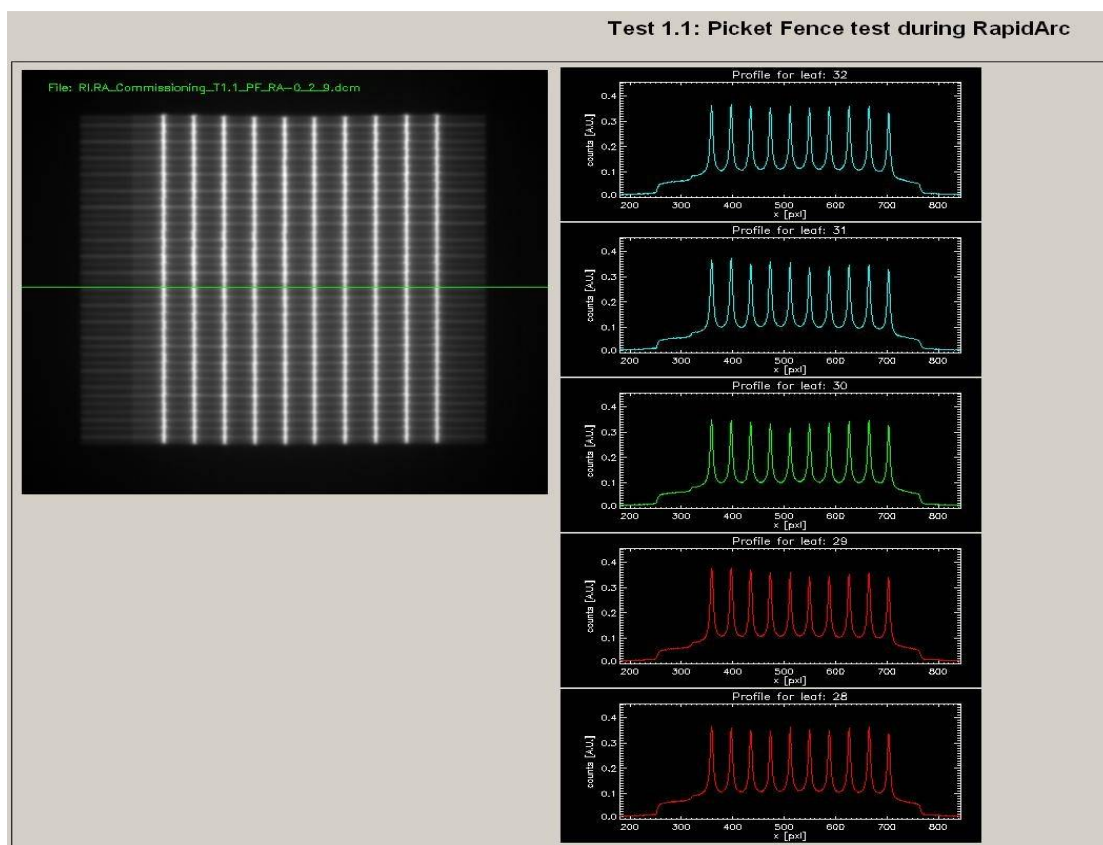 Test 1.1: Picket Fence test during RapidArc
File: RI.RA_Commissioning_T1.1_PF_RA-0_2_9.dcm
Profile for leaf: 32
counts [A.U.]
0.4
0.3
0.2
0.1
0.0
200 300 400 500 600 700 800
x [pxl]
Profile for leaf: 31
counts [A.U.]
0.4
0.3
0.2
0.1
0.0
200 300 400 500 600 700 800
x [pxl]
Profile for leaf: 30
counts [A.U.]
0.4
0.3
0.2
0.1
0.0
200 300 400 500 600 700 800
x [pxl]
Profile for leaf: 29
counts [A.U.]
0.4
0.3
0.2
0.1
0.0
200 300 400 500 600 700 800
x [pxl]
Profile for leaf: 28
counts [A.U.]
0.4
0.3
0.2
0.1
0.0
200 300 400 500 600 700 800
x [pxl]